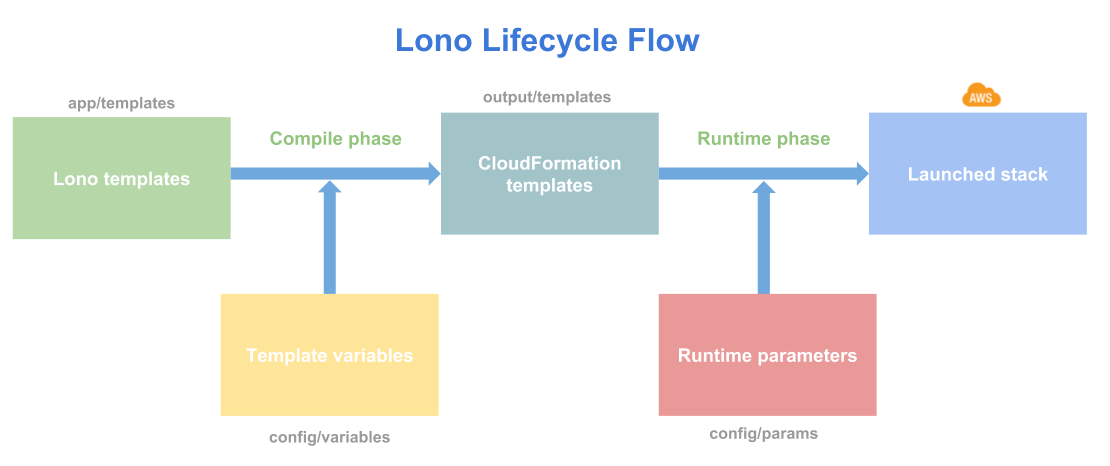 Lono Lifecycle Flow
app/templates
output/templates
AWS
Lono templates
Compile phase
CloudFormation
templates
Runtime phase
Launched stack
Template variables
Runtime parameters
config/variables
config/params